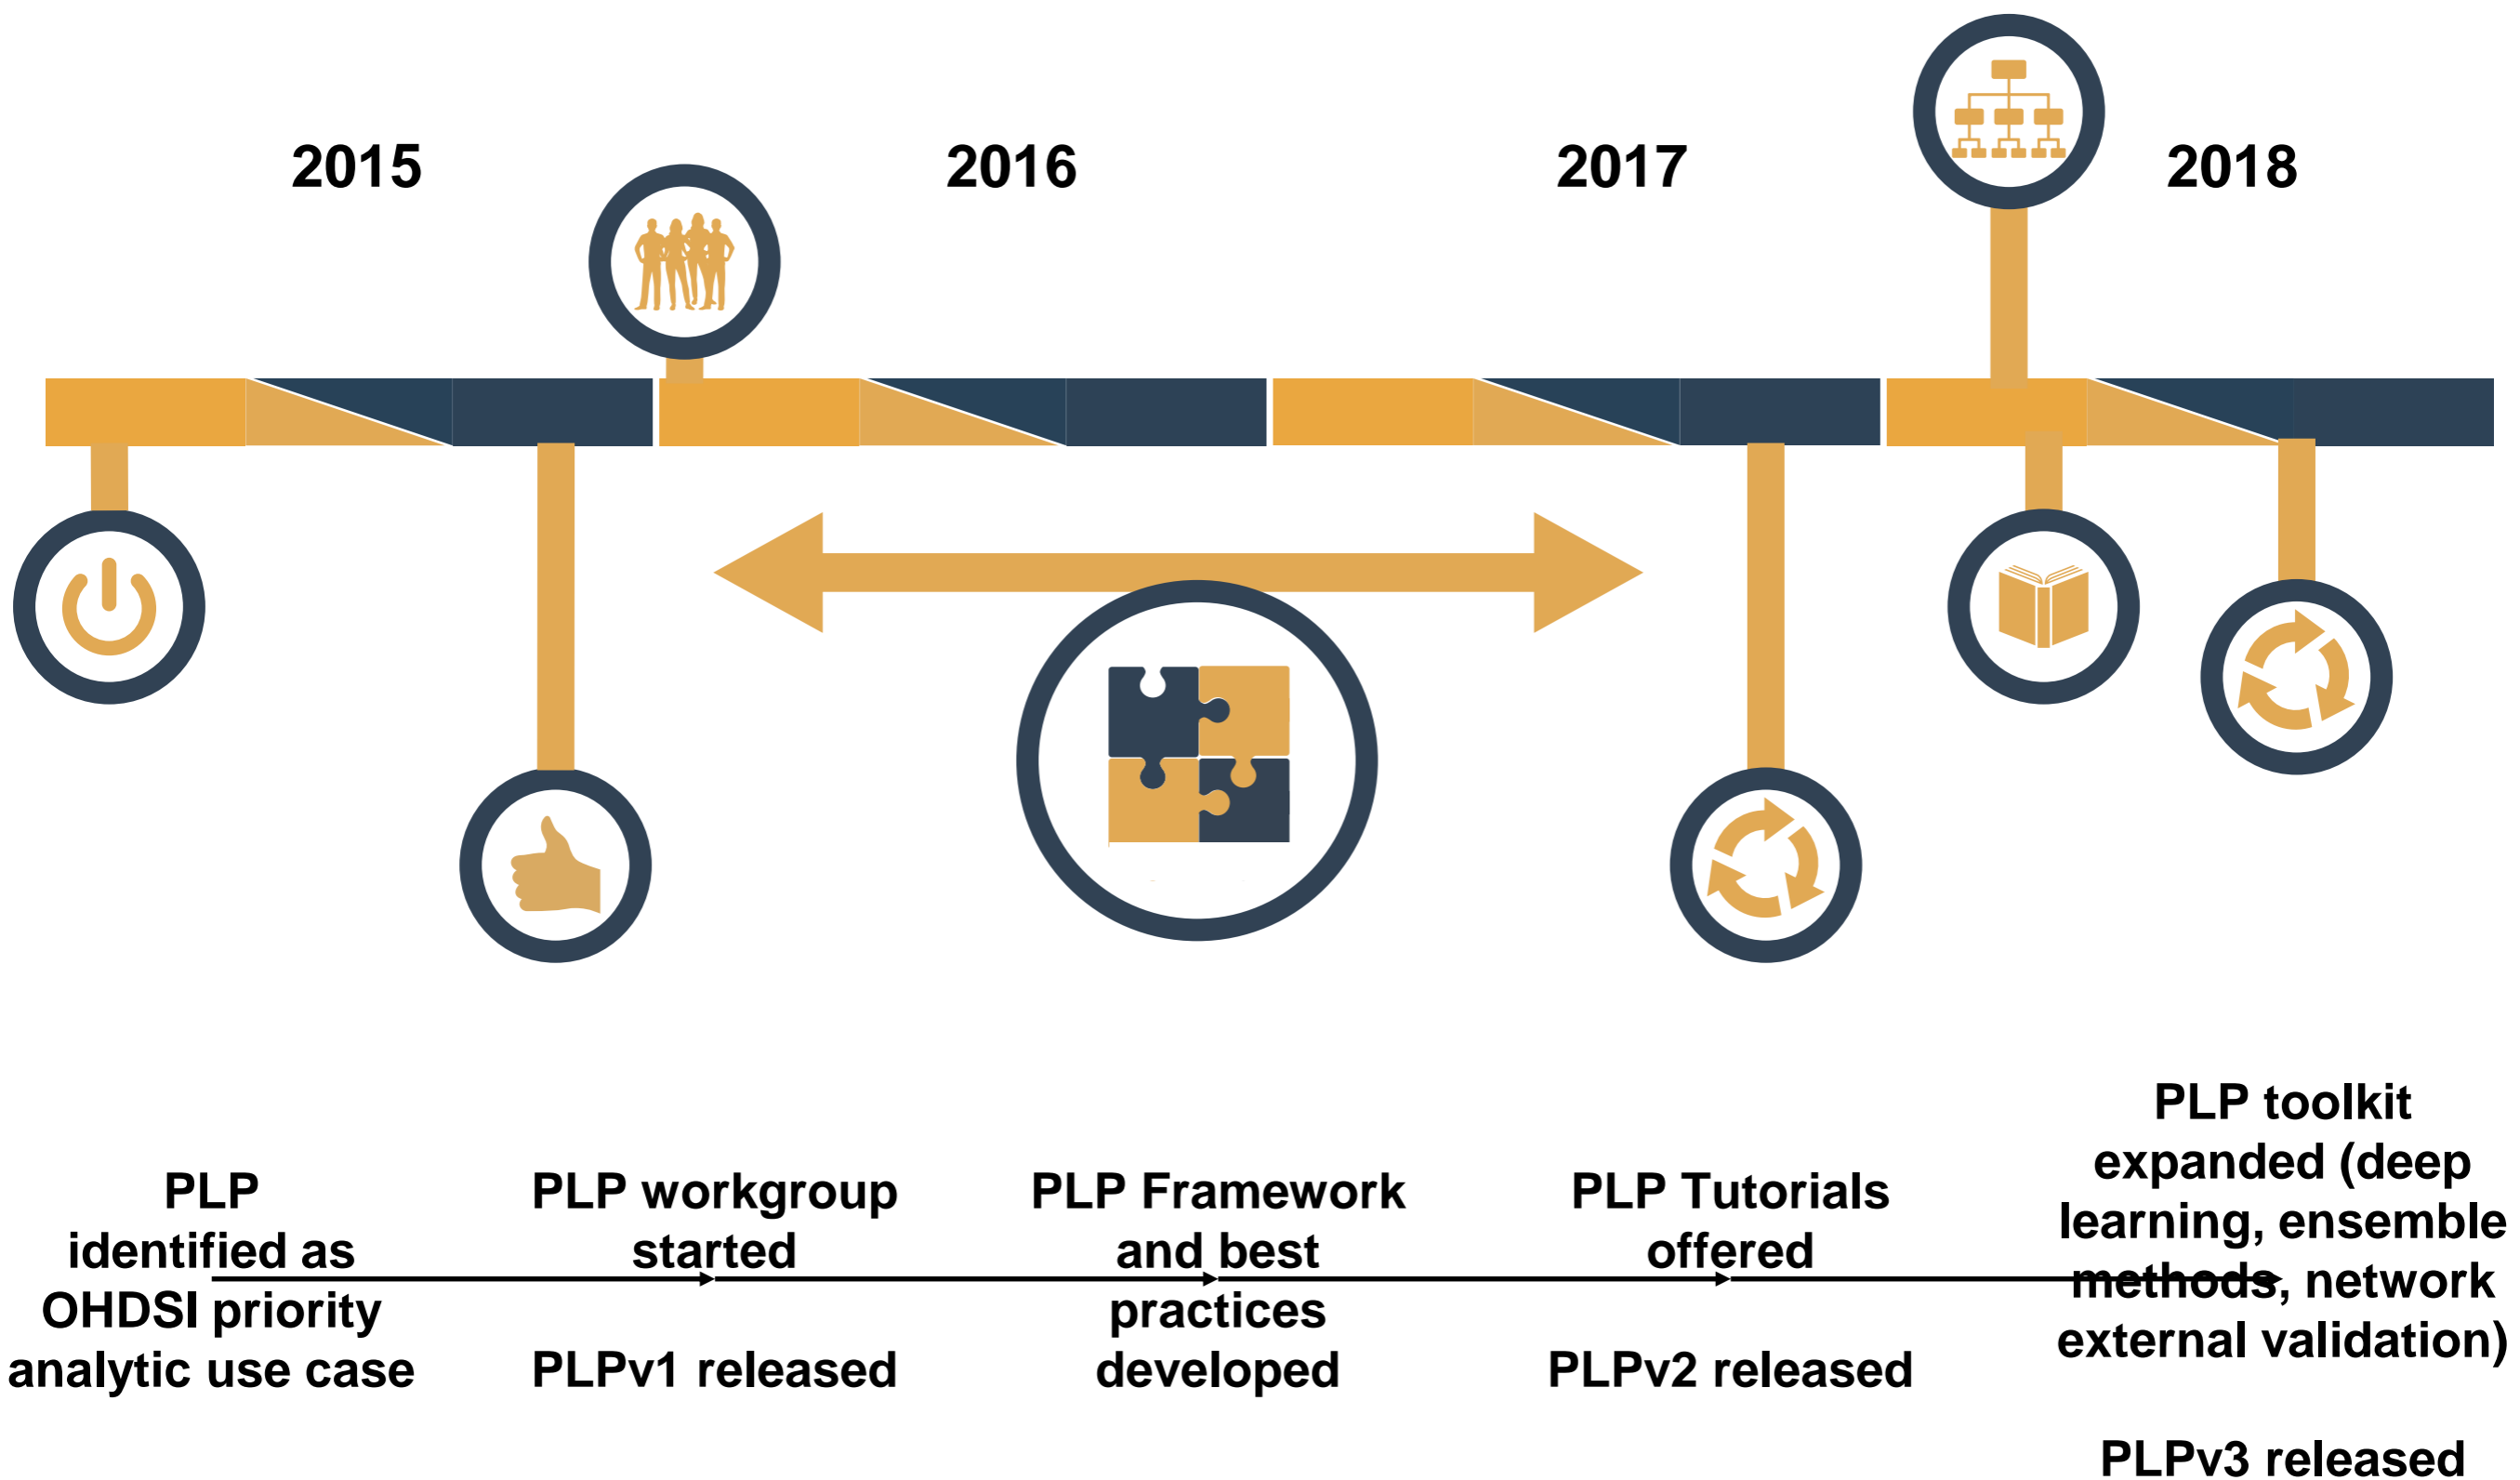 2015
2016
2017
2018
PLP
identified as
OHDSI priority
analytic use case
PLP workgroup
started
PLPv1 released
PLP Framework
and best
practices
developed
PLP Tutorials
offered
PLPv2 released
PLP toolkit
expanded (deep
learning, ensemble
methods, network
external validation)
PLPv3 released